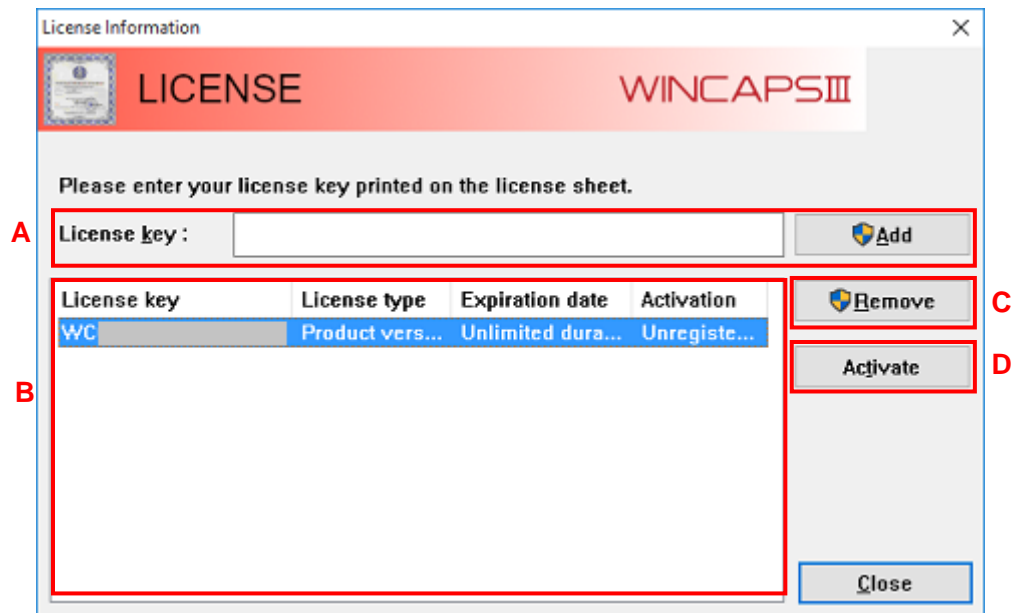 License Information
LICENSE WINCAPSIII
Please enter your license key printed on the license sheet.
A License key : Add
License key License type Expiration date Activation Remove C
WC Product vers... Unlimited dura... Unregiste...
Activate D
B
Close